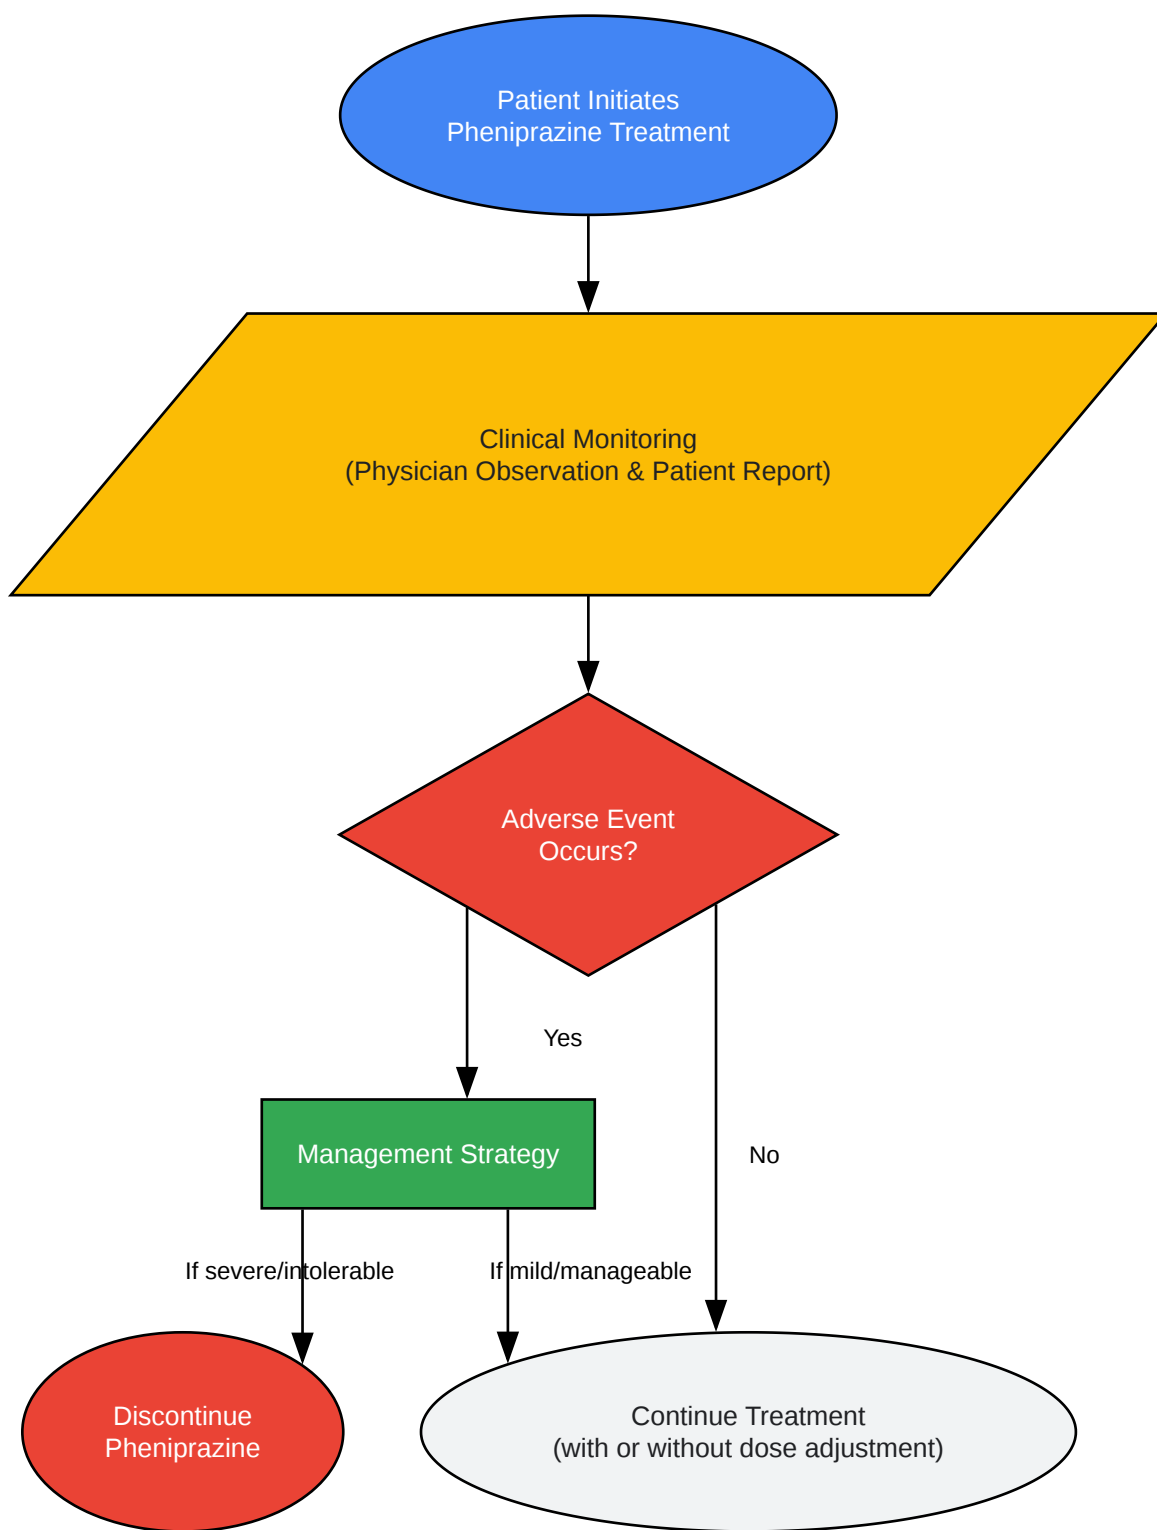 Patient Initiates
Pheniprazine Treatment
Clinical Monitoring
(Physician Observation & Patient Report)
Adverse Event
Occurs?
Yes
Management Strategy
No
If severe/intolerable
If mild/manageable
Discontinue
Pheniprazine
Continue Treatment
(with or without dose adjustment)